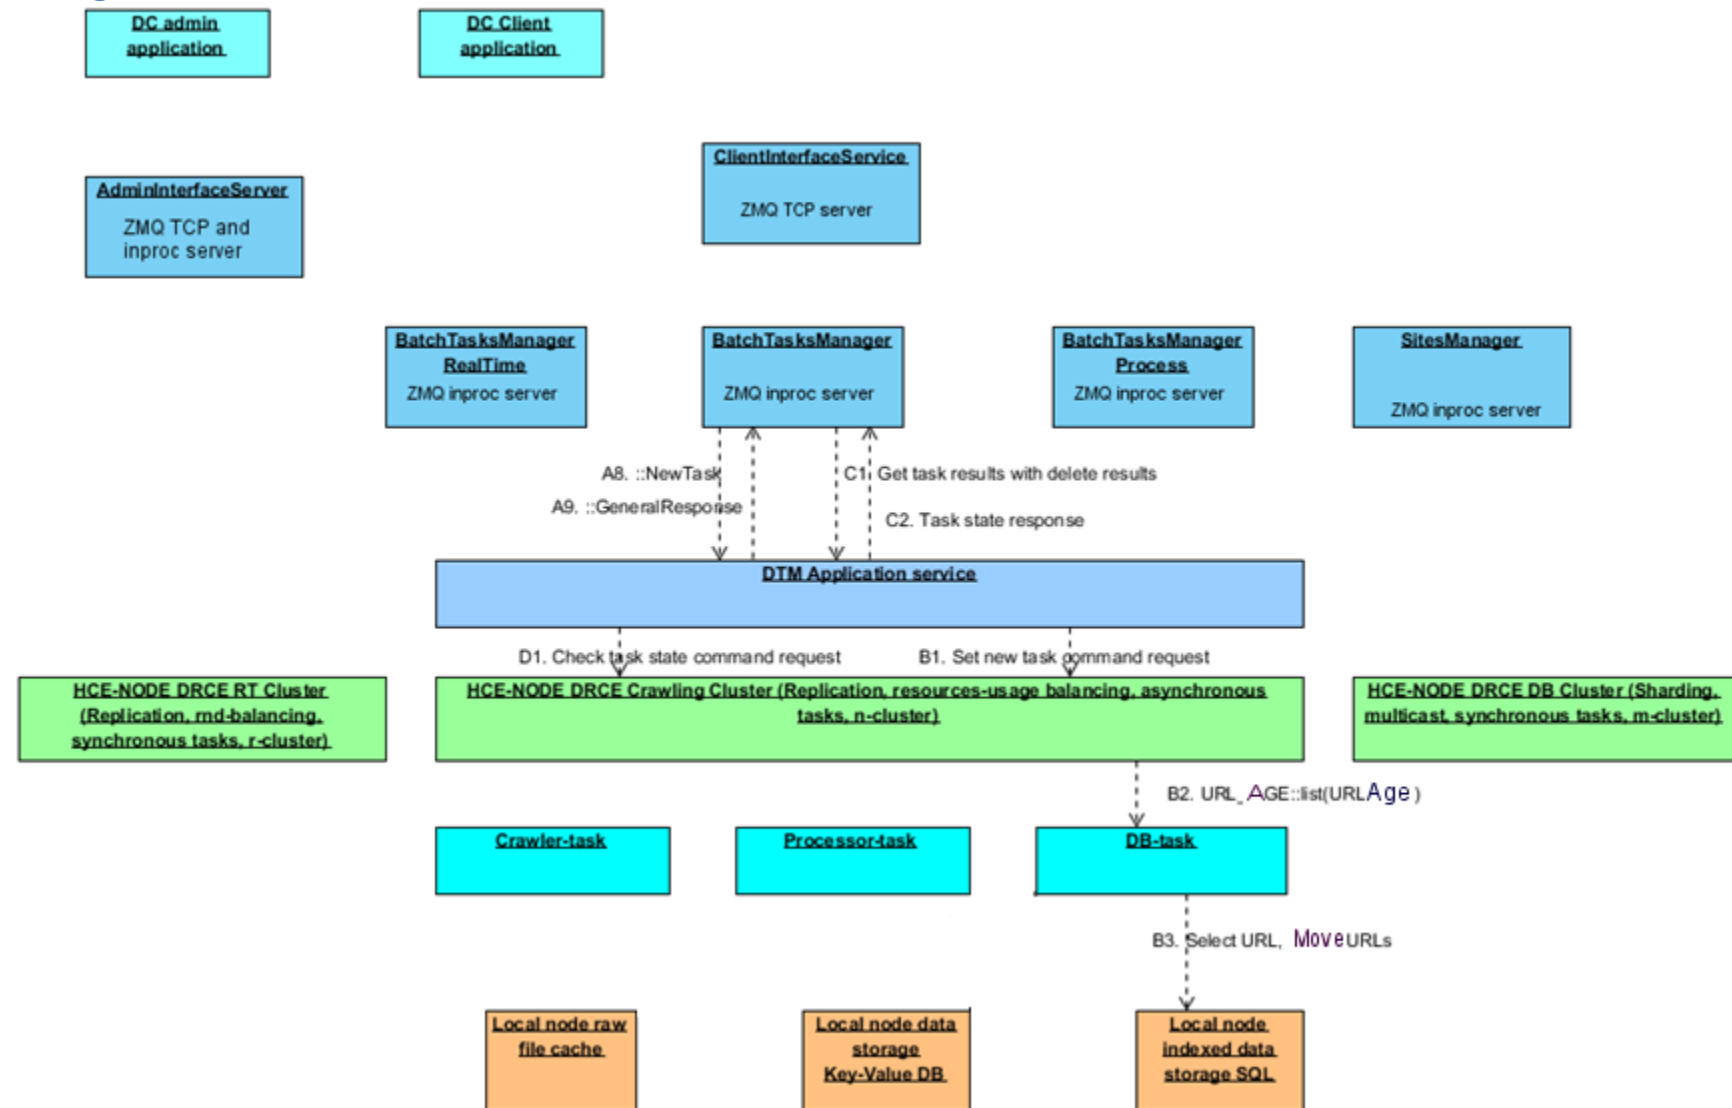 DC admin
application
DC Client
application
ClientInterfaceService
ZMQ TCP server
AdminInterfaceServer
ZMQ TCP and
inproc server
BatchTasksManager
RealTime
ZMQ inproc server
BatchTasksManager
ZMQ inproc server
BatchTasksManager
Process
ZMQ inproc server
SitesManager
ZMQ inproc server
A8. ::NewTask
A9. ::GeneralResponse
C1. Get task results with delete results
C2. Task state response
DTM Application service
D1. Check task state command request
B1. Set new task command request
HCE-NODE DRCE RT Cluster
(Replication, rnd-balancing,
synchronous tasks, r-cluster)
HCE-NODE DRCE Crawling Cluster (Replication, resources-usage balancing, asynchronous
tasks, n-cluster)
HCE-NODE DRCE DB Cluster (Sharding,
multicast, synchronous tasks, m-cluster)
B2. URL_AGE::list(URLAge)
Crawler-task
Processor-task
DB-task
B3. Select URL, Move URLs
Local node raw
file cache
Local node data
storage
Key-Value DB
Local node
indexed data
storage SQL